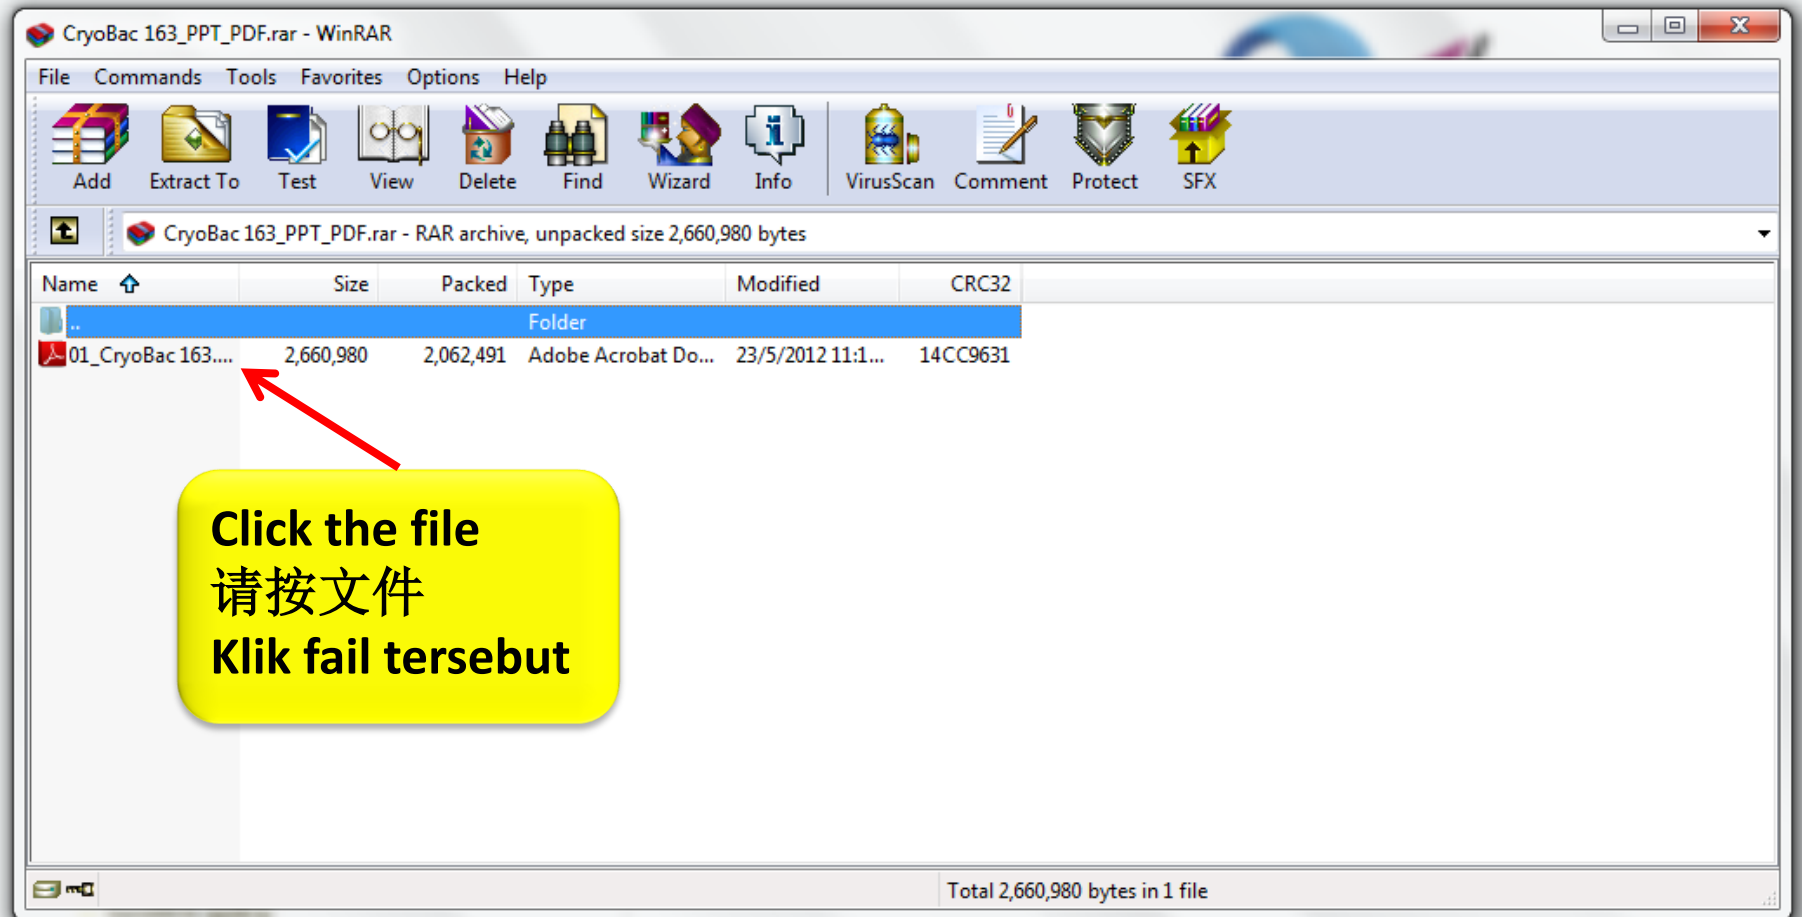 CryoBac 163_PPT_PDF.rar - WinRAR
File Commands Tools Favorites Options Help
Add Extract To Test View Delete Find Wizard Info VirusScan Comment Protect SFX
CryoBac 163_PPT_PDF.rar - RAR archive, unpacked size 2,660,980 bytes
Name Size Packed Type Modified CRC32
.. Folder
01_CryoBac 163.... 2,660,980 2,062,491 Adobe Acrobat Do... 23/5/2012 11:1... 14CC9631
Click the file
请按文件
Klik fail tersebut
Total 2,660,980 bytes in 1 file